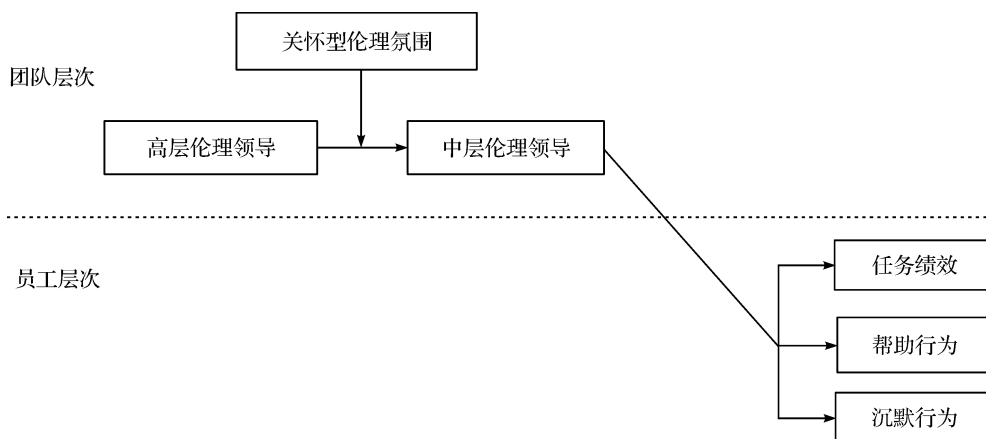 关怀型伦理氛围
团队层次
高层伦理领导
中层伦理领导
员工层次
任务绩效
帮助行为
沉默行为